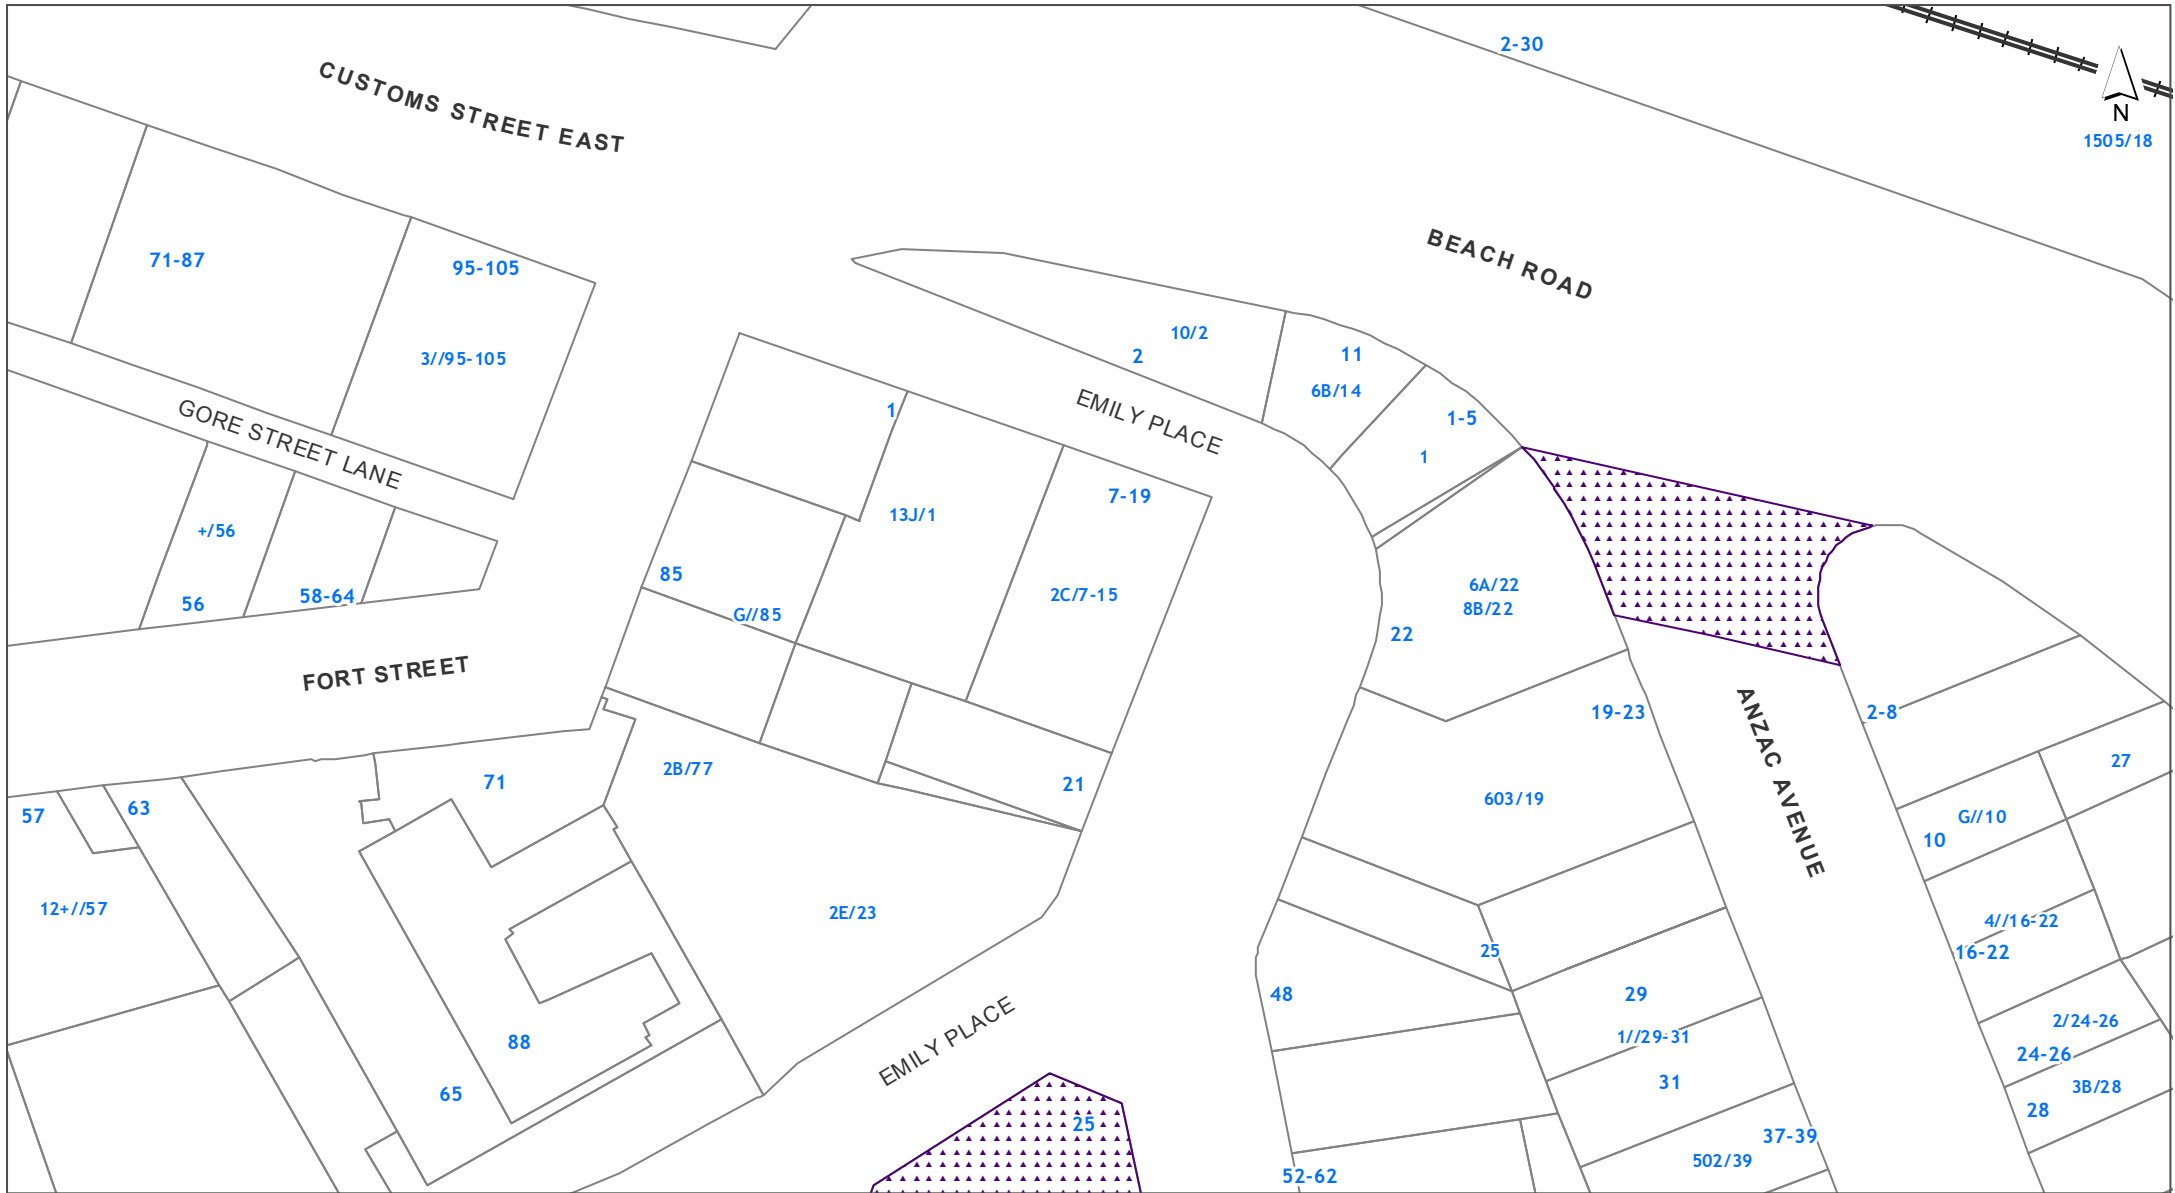 2-30
CUSTOMS STREET EAST
N
1505/18
BEACH ROAD
71-87
95-105
3//95-105
10/2
2
11
6B/14
1-5
1
GORE STREET LANE
EMILY PLACE
1
13J/1
7-19
2C/7-15
+/56
56
58-64
85
G//85
6A/22
8B/22
22
FORT STREET
19-23
2-8
ANZAC AVENUE
71
2B/77
21
603/19
27
57
63
G//10
10
12+//57
2E/23
4//16-22
16-22
25
48
29
88
1//29-31
2/24-26
24-26
EMILY PLACE
65
31
3B/28
28
25
37-39
502/39
52-62